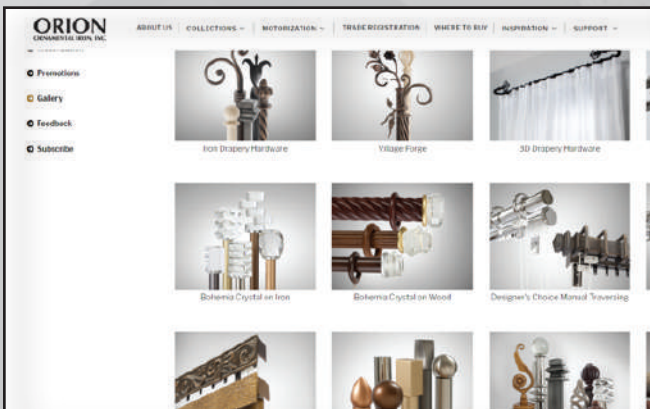 ORION
ORNAMENTAL IRON, INC.
ABOUT US
COLLECTIONS
MOTORIZATION
TRADE REGISTRATION
WHERE TO BUY
INSPIRATION
SUPPORT
Promotions
Gallery
Feedback
Subscribe
Iron Drapery Hardware
Village Forge
3D Drapery Hardware
Bohemia Crystal on Iron
Bohemia Crystal on Wood
Designer's Choice Manual Traversing